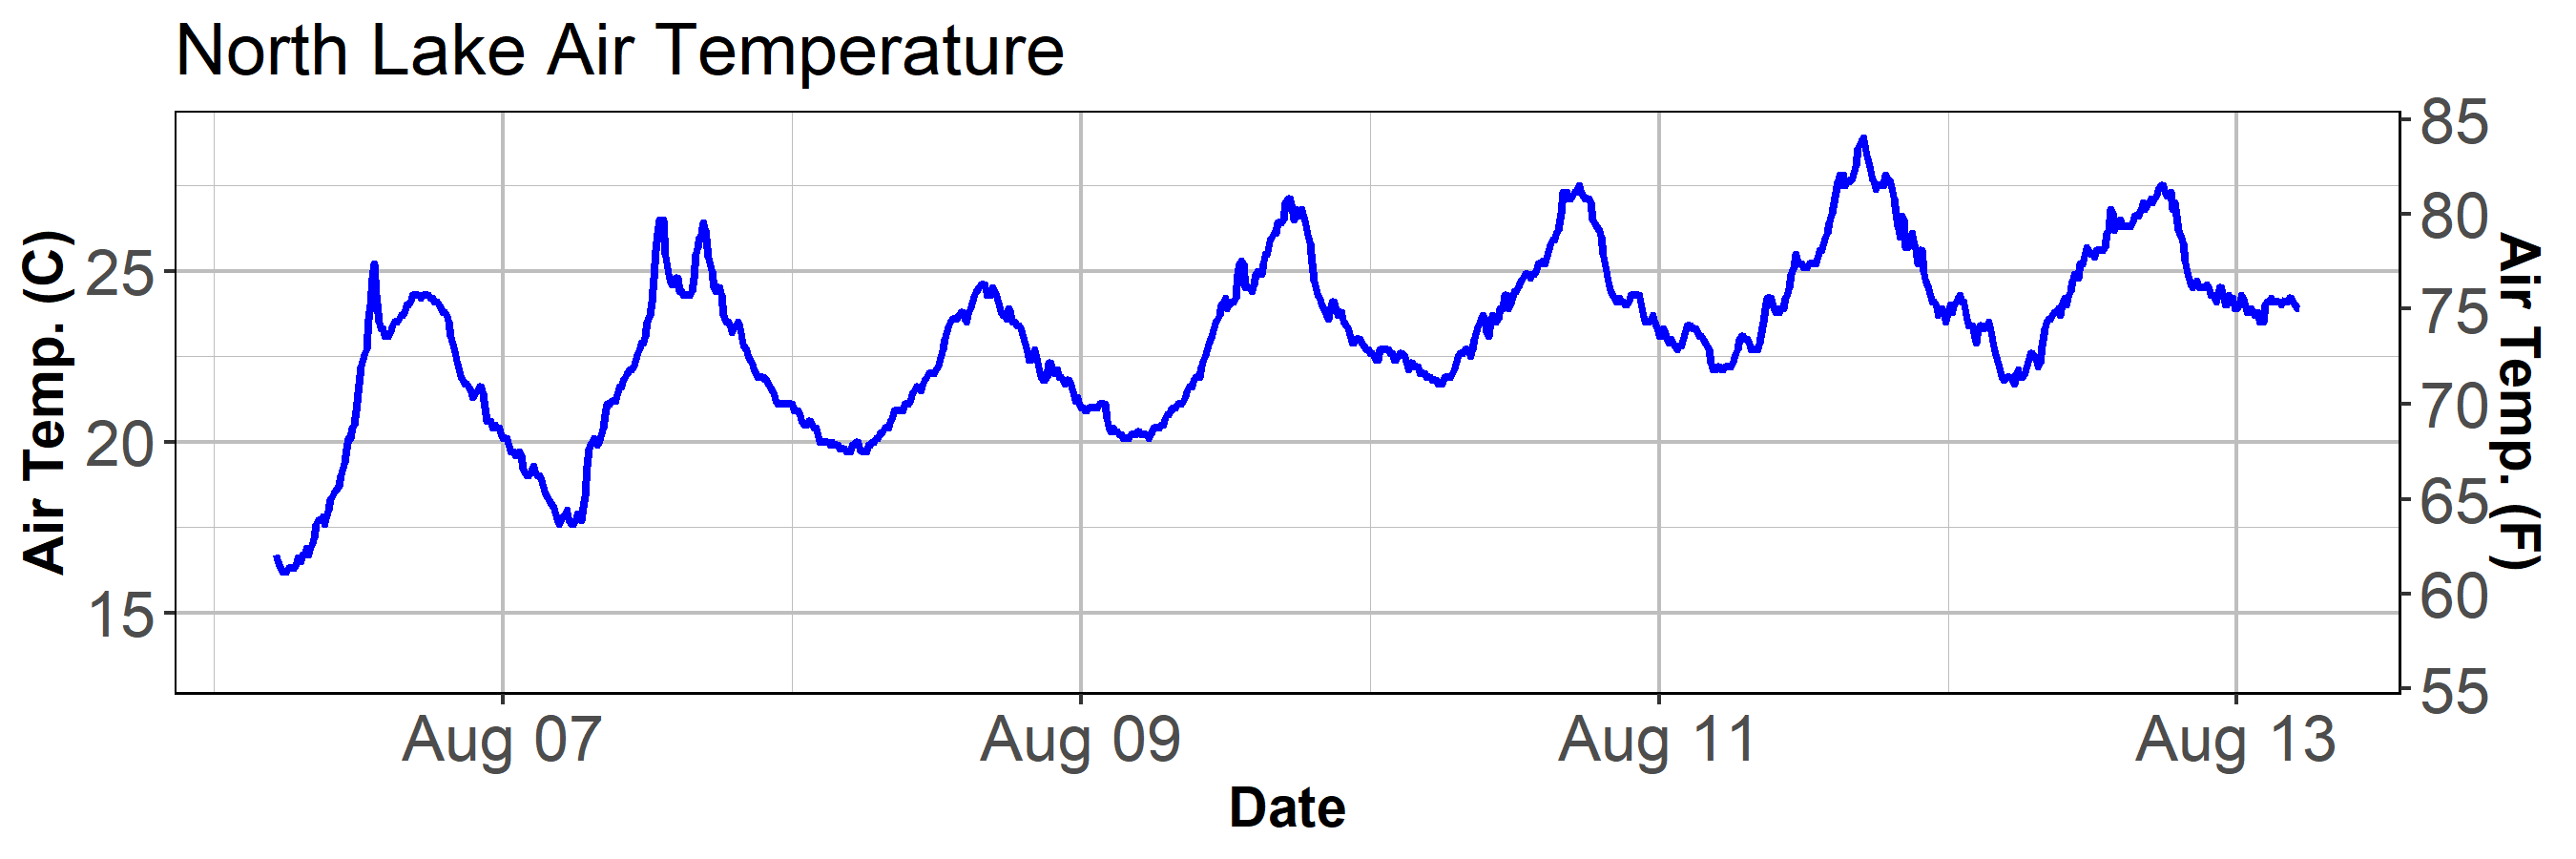 North Lake Air Temperature
Air Temp. (C)
25
20
15
85
80
75
70
65
60
55
Air Temp. (F)
Aug 07
Aug 09
Aug 11
Aug 13
Date